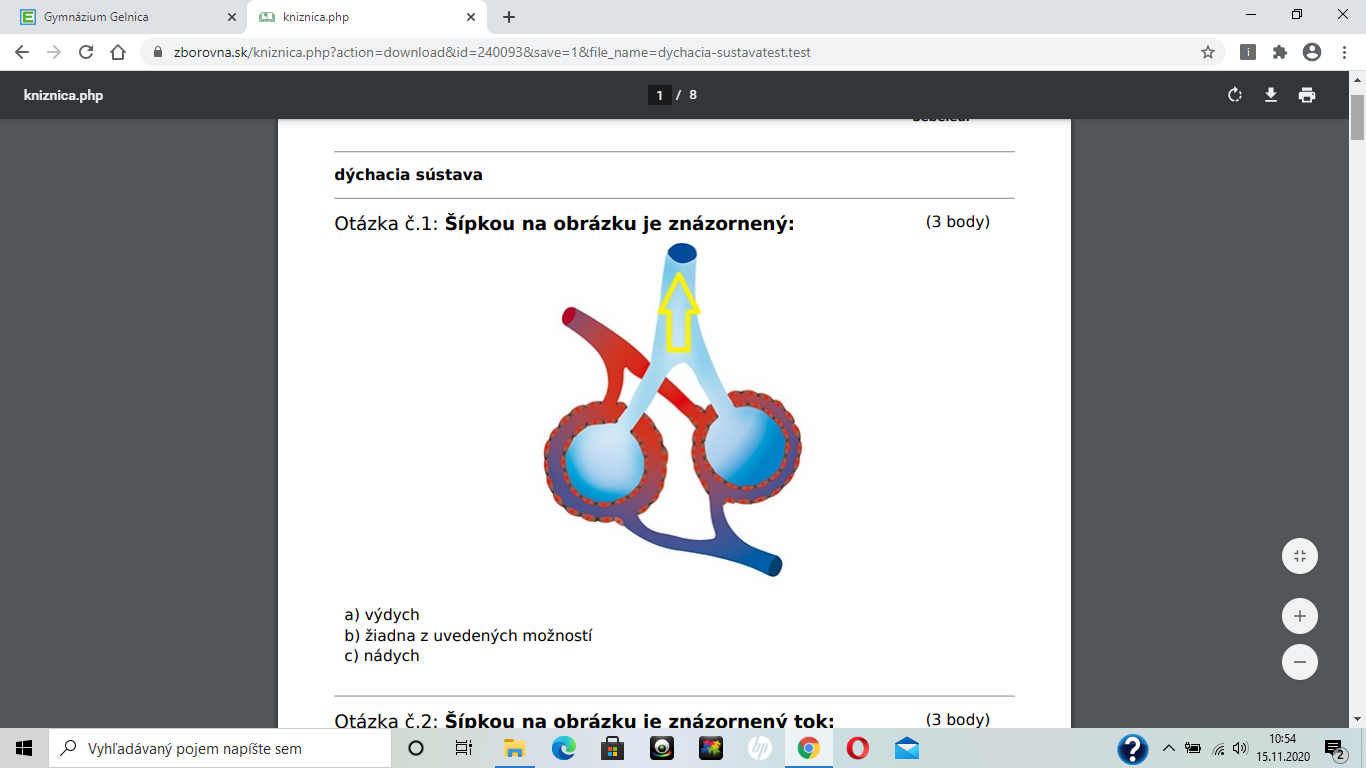 Gymnázium Gelnica
kniznica.php
zborovna.sk/kniznica.php?action=download&id=240093&save=1&file_name=dychacia-sustavatest.test
kniznica.php
1 / 8
dýchacia sústava
Otázka č.1: Šípkou na obrázku je znázornený:
(3 body)
a) výdych
b) žiadna z uvedených možností
c) nádych
Otázka č.2: Šípkou na obrázku je znázornený tok:
(3 body)
Vyhľadávaný pojem napíšte sem
hp
10:54
15.11.2020
2